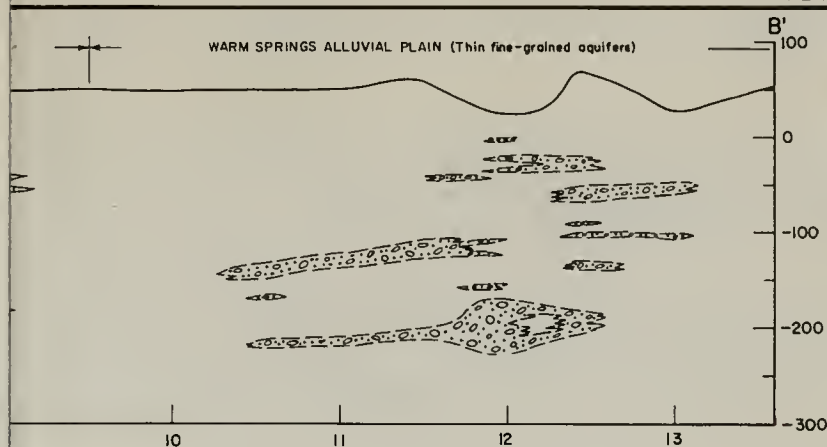 B'
WARM SPRINGS ALLUVIAL PLAIN (Thin fine-grained aquifers)
100
0
-100
-200
-300
10 11 12 13